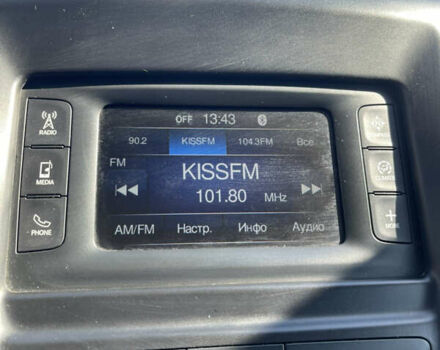 OFF 13:43
90.2 KISSFM 104.3FM Все
FM
KISSFM
101.80 MHz
AM/FM Настр. Инфо Аудио
RADIO
MEDIA
PHONE
CLIMATE
MORE